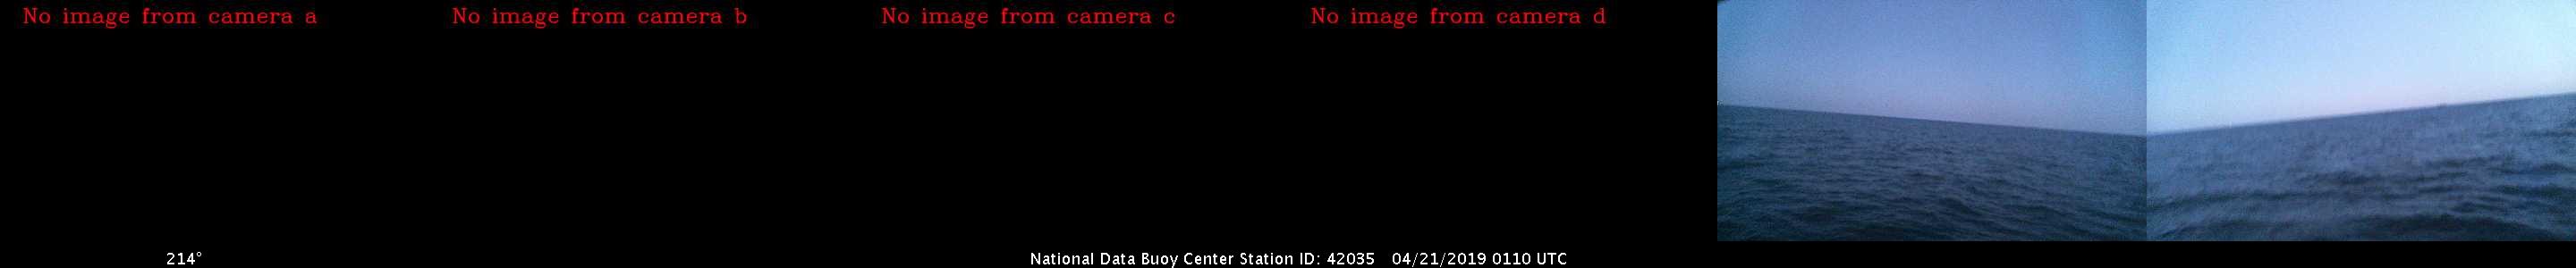 No image from camera a
No image from camera b
No image from camera c
No image from camera d
214°
National Data Buoy Center Station ID: 42035 04/21/2019 0110 UTC